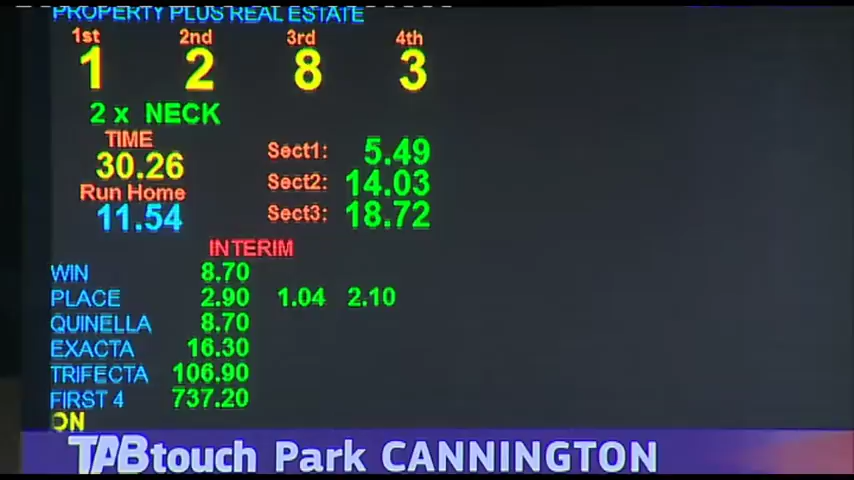 PROPERTY PLUS REAL ESTATE
1st 2nd 3rd 4th
1 2 8 3
2 x NECK
TIME
30.26
Run Home
11.54
Sect1: 5.49
Sect2: 14.03
Sect3: 18.72
INTERIM
WIN 8.70
PLACE 2.90 1.04 2.10
QUINELLA 8.70
EXACTA 16.30
TRIFECTA 106.90
FIRST 4 737.20
ON
TABtouch Park CANNINGTON